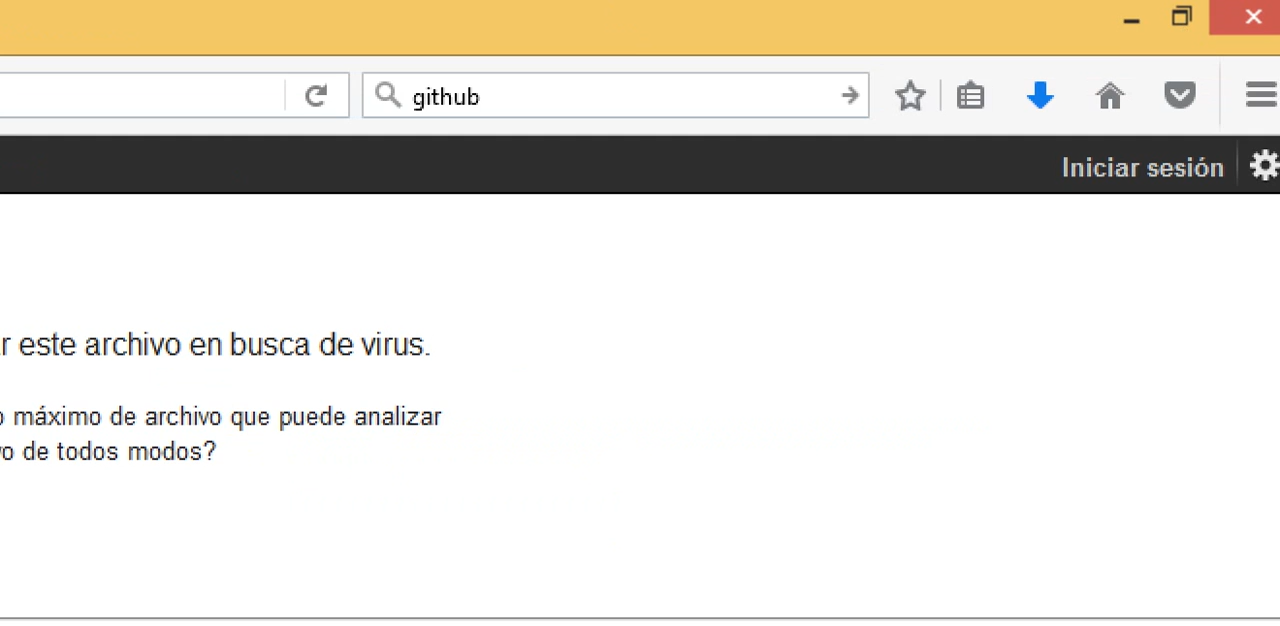 github
Iniciar sesión
r este archivo en busca de virus.
o máximo de archivo que puede analizar
vo de todos modos?